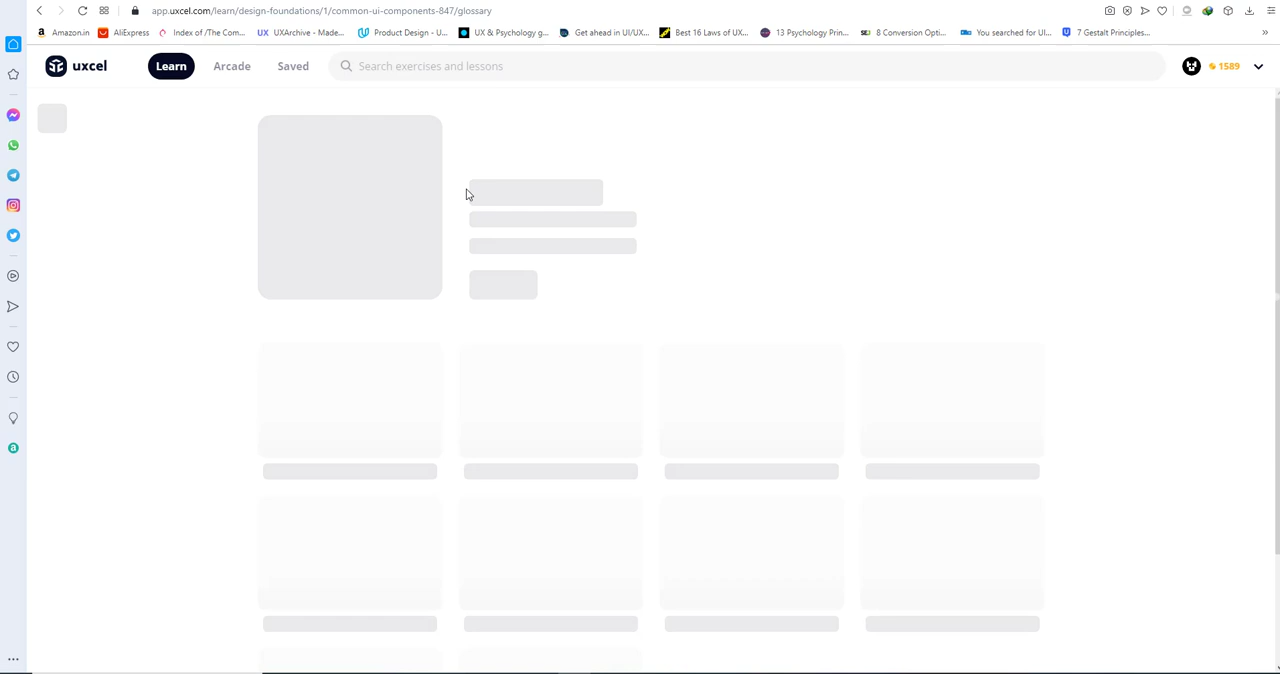 app.uxcel.com/learn/design-foundations/1/common-ui-components-847/glossary
Amazon.in AliExpress Index of /The Com... UX UXArchive - Made... Product Design - U... UX & Psychology g... Get ahead in UI/UX... Best 16 Laws of UX... 13 Psychology Prin... 8 Conversion Opti... You searched for UI... 7 Gestalt Principles... »
uxcel Learn Arcade Saved Search exercises and lessons 1589